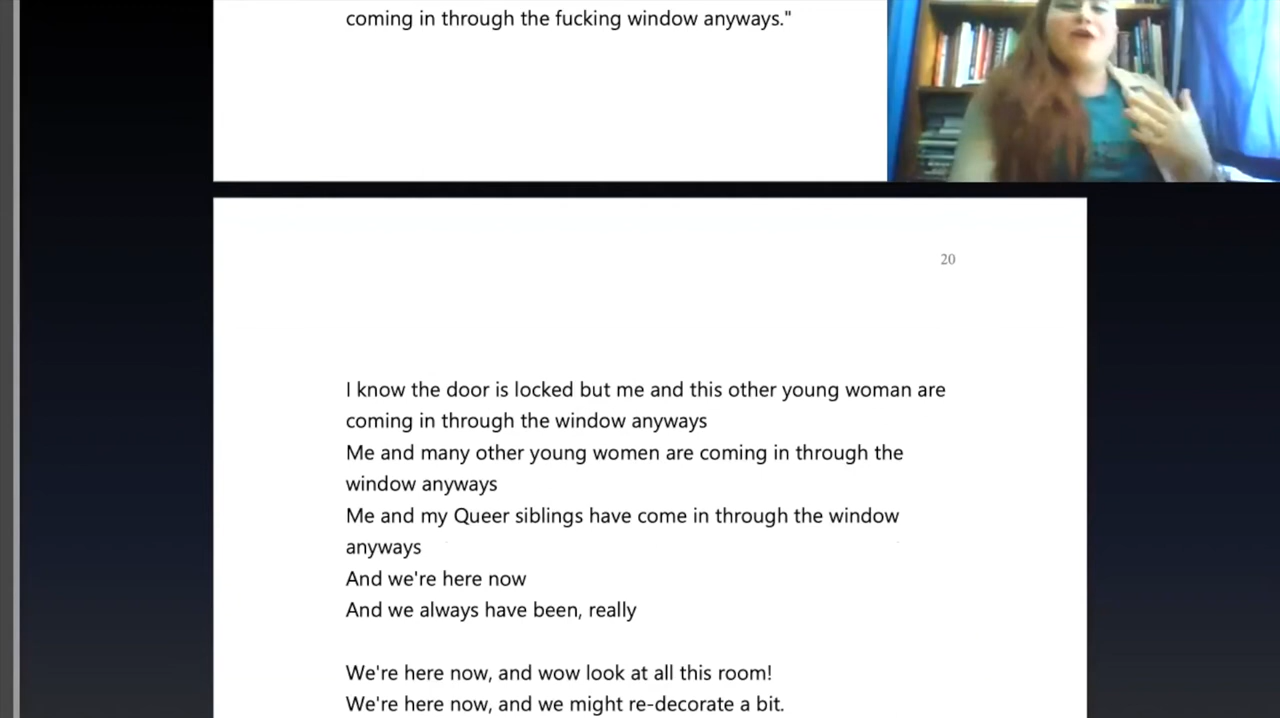 coming in through the fucking window anyways."
20
I know the door is locked but me and this other young woman are
coming in through the window anyways
Me and many other young women are coming in through the
window anyways
Me and my Queer siblings have come in through the window
anyways
And we're here now
And we always have been, really
We're here now, and wow look at all this room!
We're here now, and we might re-decorate a bit.